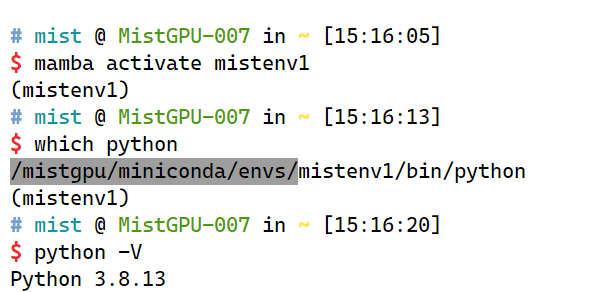 # mist @ MistGPU-007 in ~ [15:16:05]
$ mamba activate mistenv1
(mistenv1)
# mist @ MistGPU-007 in ~ [15:16:13]
$ which python
/mistgpu/miniconda/envs/mistenv1/bin/python
(mistenv1)
# mist @ MistGPU-007 in ~ [15:16:20]
$ python -V
Python 3.8.13